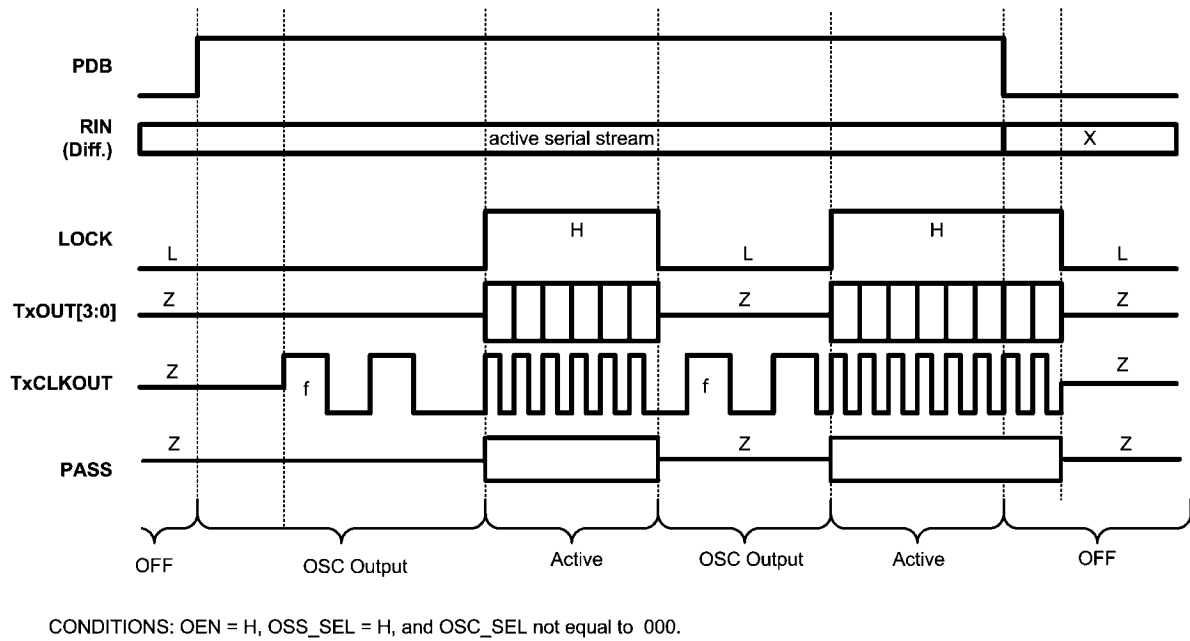 PDB
RIN
(Diff.)
active serial stream
X
LOCK
L
H
L
H
L
TxOUT[3:0]
Z
Z
Z
TxCLKOUT
Z
f
f
Z
PASS
Z
Z
Z
OFF
OSC Output
Active
OSC Output
Active
OFF
CONDITIONS: OEN = H, OSS_SEL = H, and OSC_SEL not equal to 000.